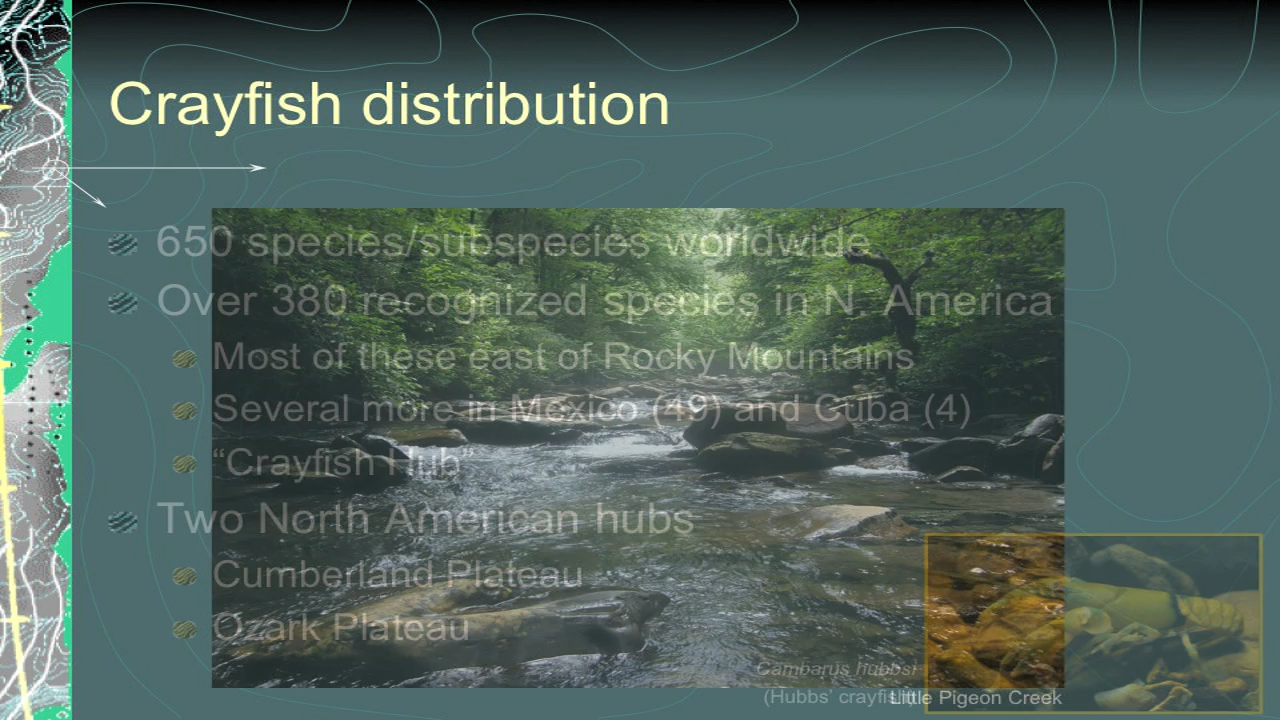 Crayfish distribution
650 species/subspecies worldwide
Over 380 recognized species in N. America
Most of these east of Rocky Mountains
Several more in Mexico (49) and Cuba (4)
“Crayfish Hub”
Two North American hubs
Cumberland Plateau
Ozark Plateau
Cambarus hubbsi
(Hubbs' crayfish)
Little Pigeon Creek